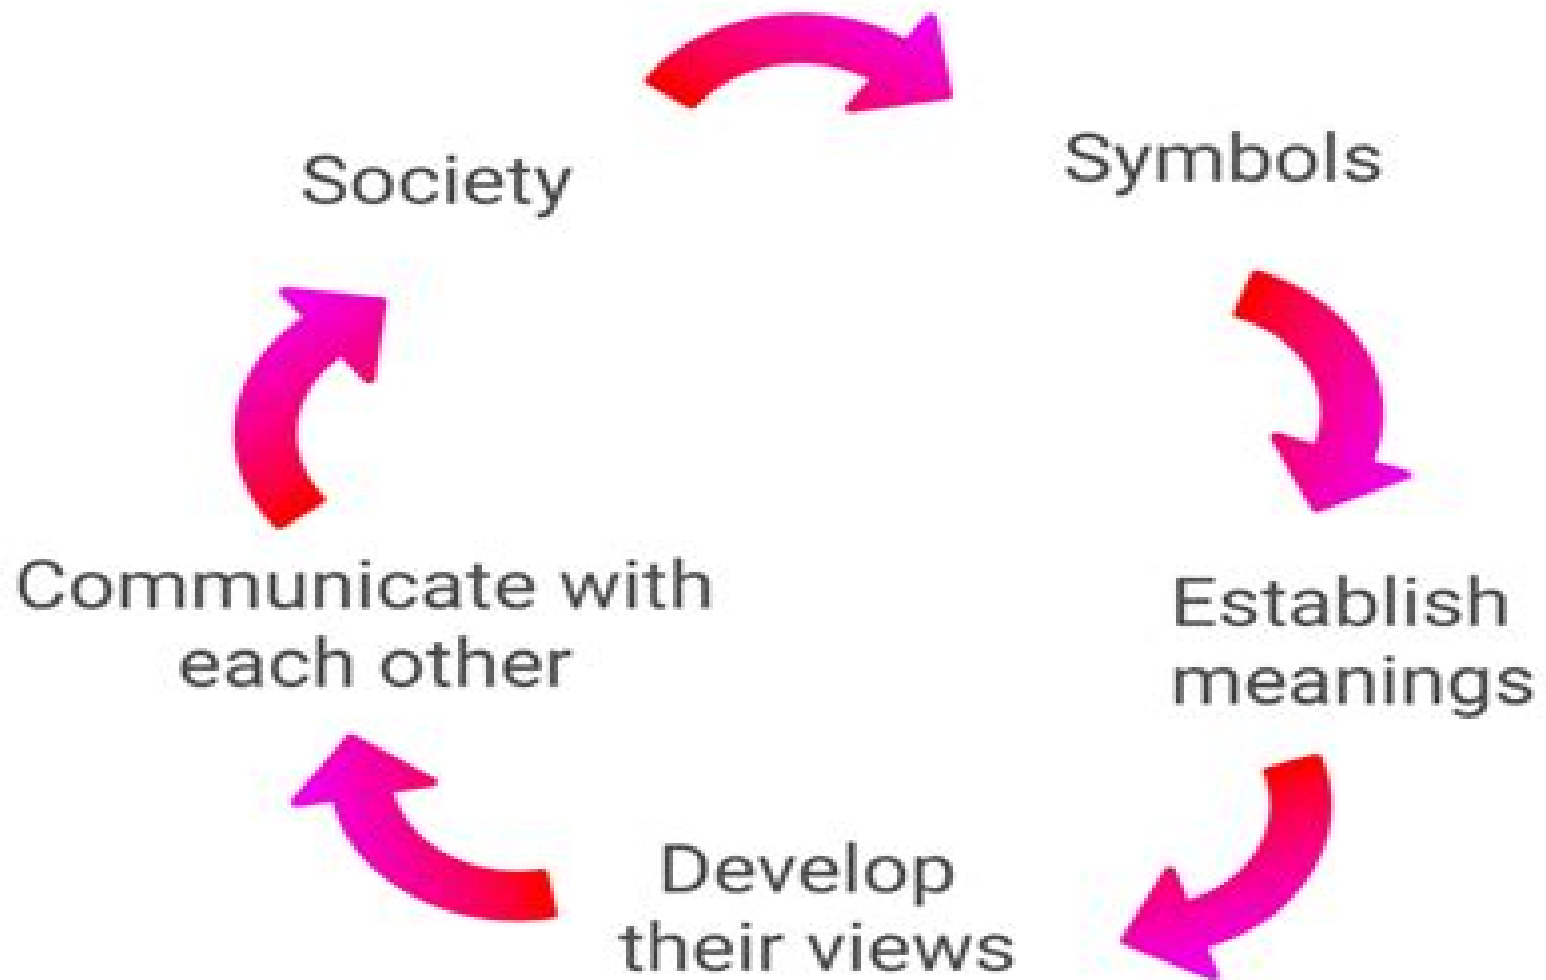 Society
Symbols
Establish
meanings
Develop
their views
Communicate with
each other